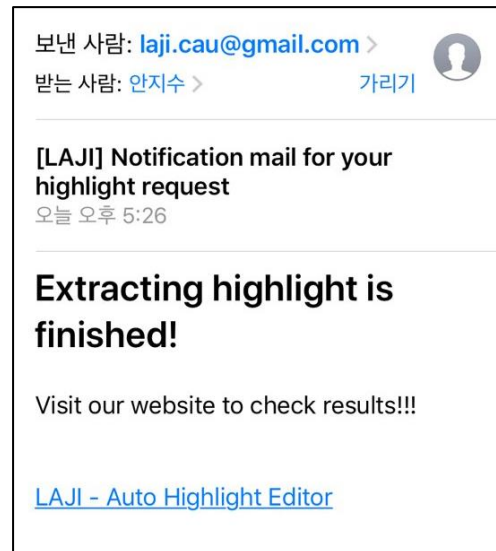 보낸 사람: laji.cau@gmail.com >
받는 사람: 안지수 > 가리기
[LAJI] Notification mail for your
highlight request
오늘 오후 5:26
Extracting highlight is
finished!
Visit our website to check results!!!
LAJI - Auto Highlight Editor